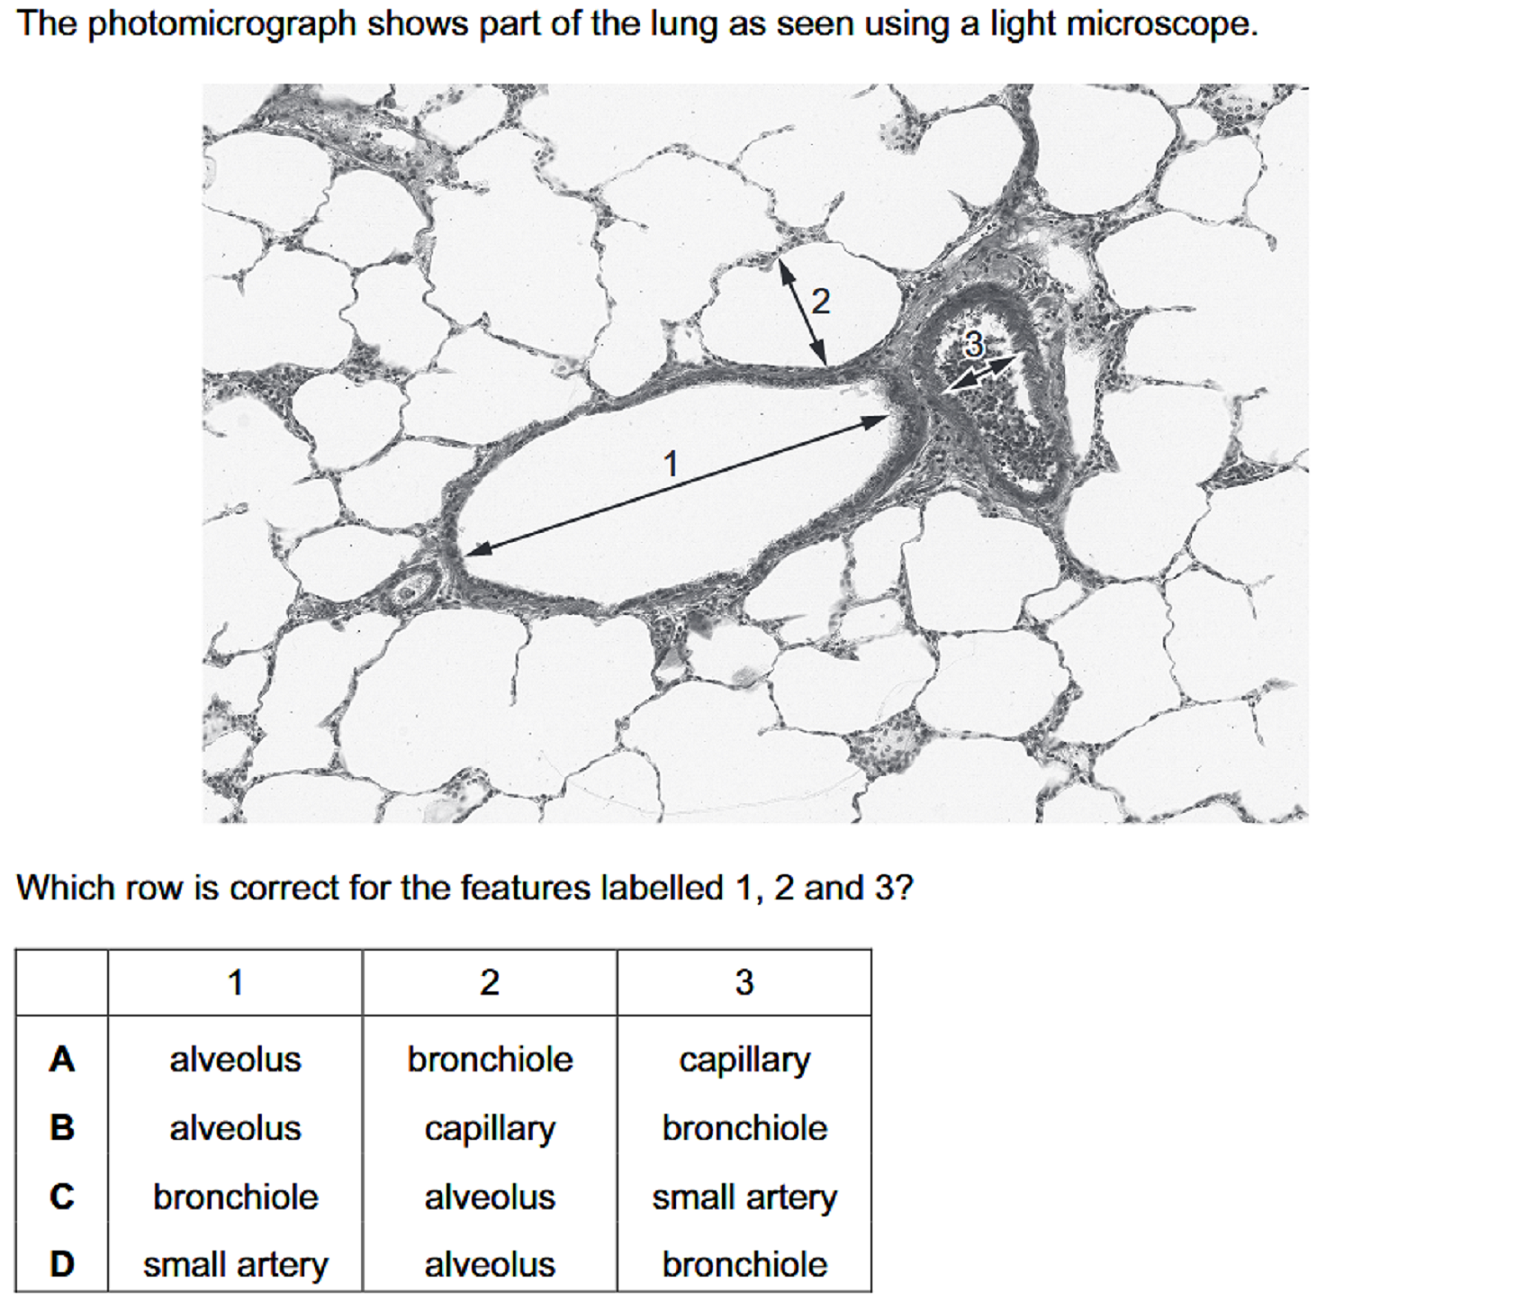 The photomicrograph shows part of the lung as seen using a light microscope.
2
3
1
Which row is correct for the features labelled 1, 2 and 3?
1 2 3
A alveolus bronchiole capillary
B alveolus capillary bronchiole
C bronchiole alveolus small artery
D small artery alveolus bronchiole